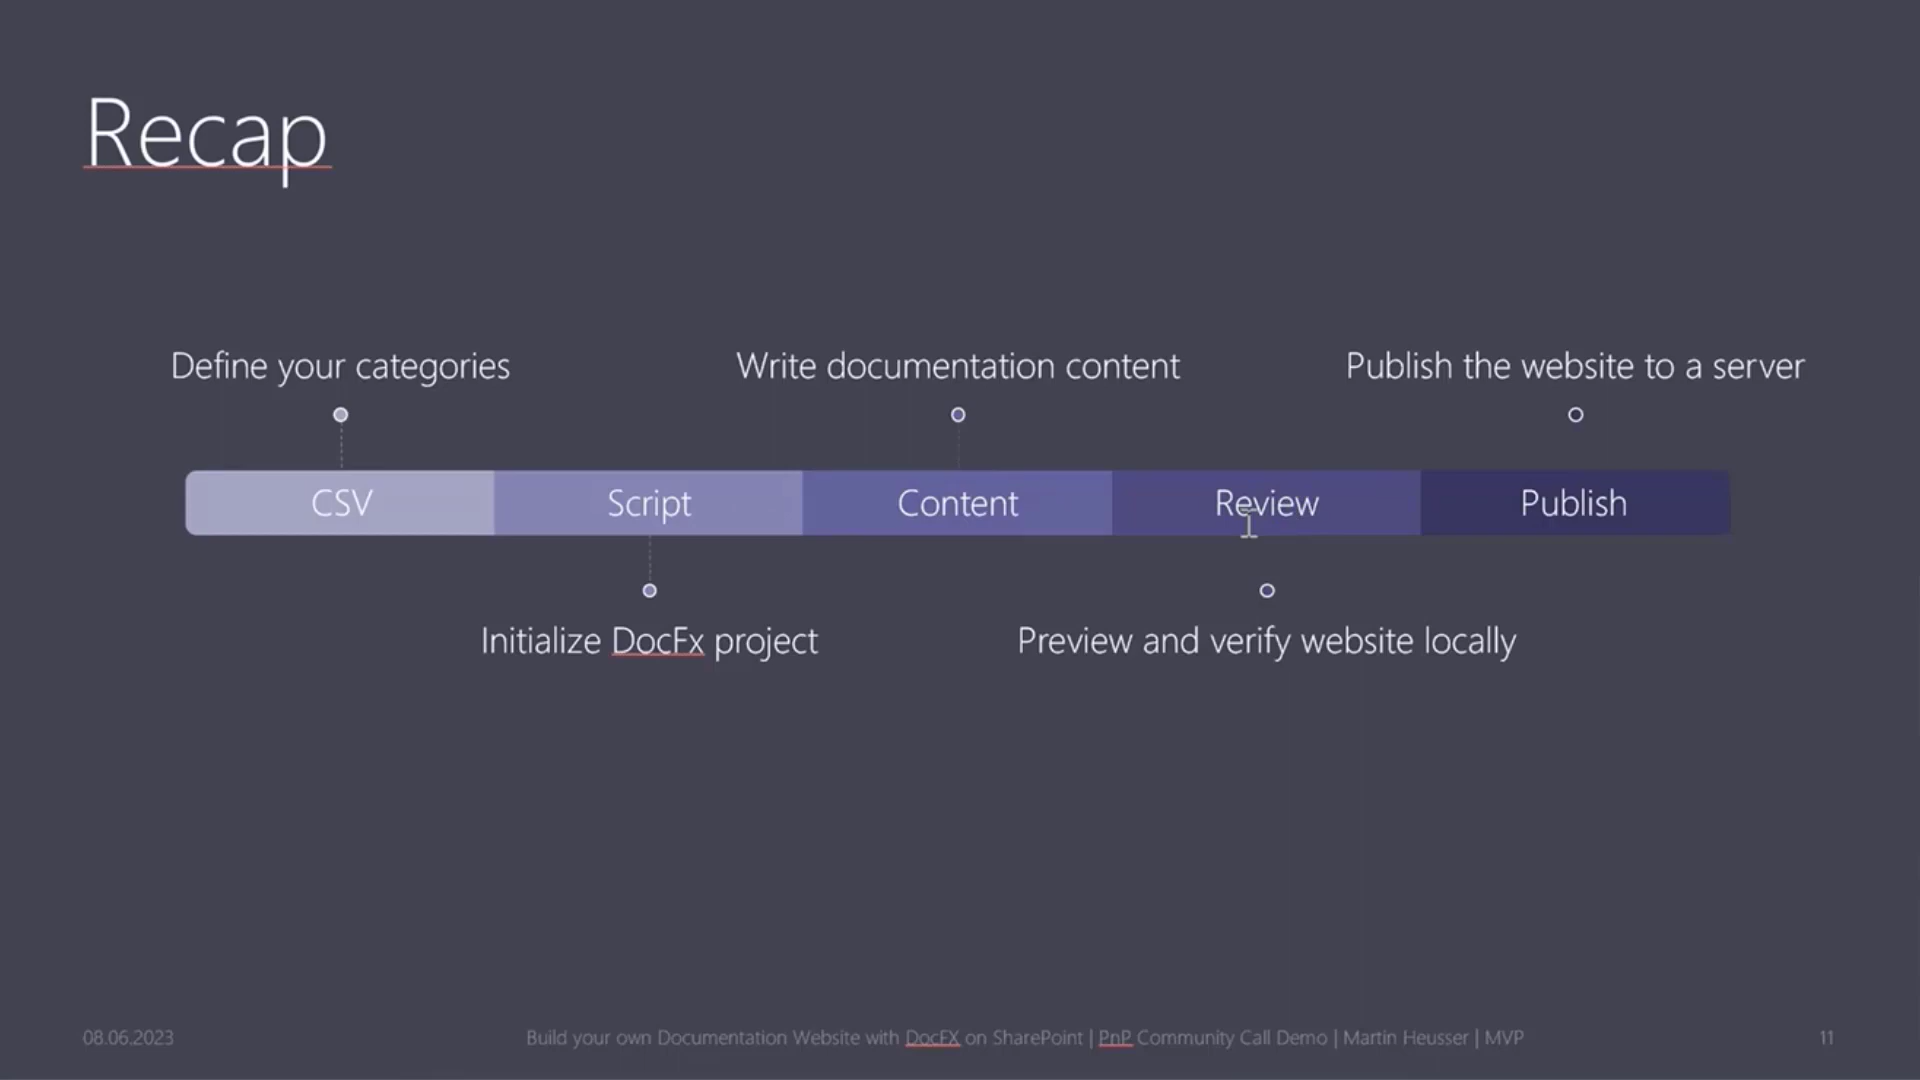 Recap
Define your categories
Write documentation content
Publish the website to a server
CSV
Script
Content
Review
Publish
Initialize DocFx project
Preview and verify website locally
08.06.2023
Build your own Documentation Website with DocFX on SharePoint | PnP Community Call Demo | Martin Heusser | MVP
11